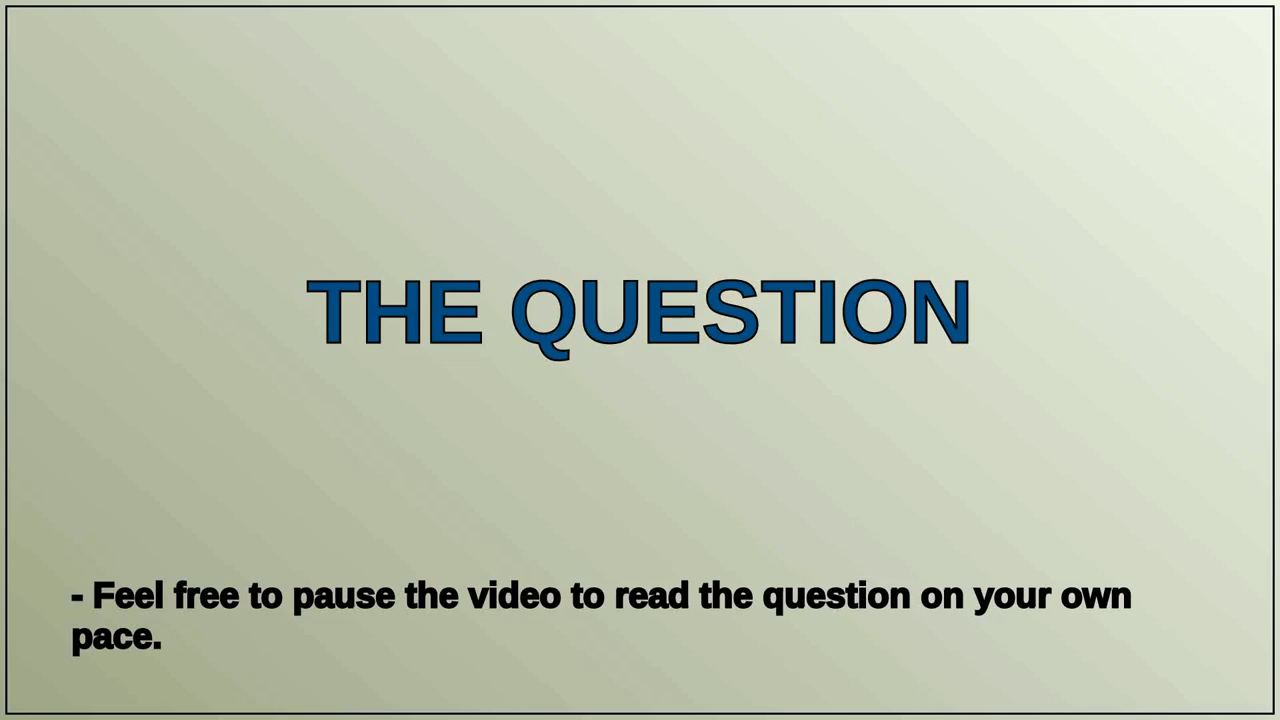 THE QUESTION
- Feel free to pause the video to read the question on your own
pace.